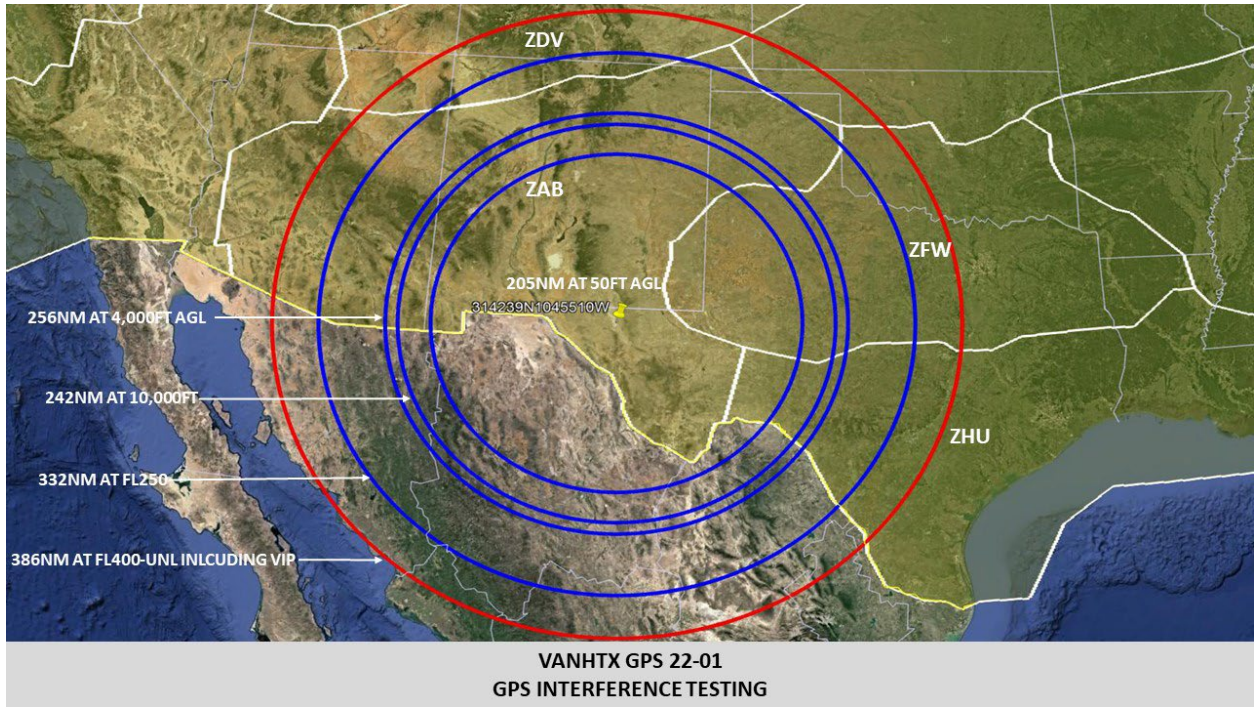 ZDV
ZAB
ZFW
205NM AT 50FT AGL
314239N1045510W
256NM AT 4,000FT AGL
242NM AT 10,000FT
ZHU
332NM AT FL250
386NM AT FL400-UNL INLCUDING VIP
VANHTX GPS 22-01
GPS INTERFERENCE TESTING